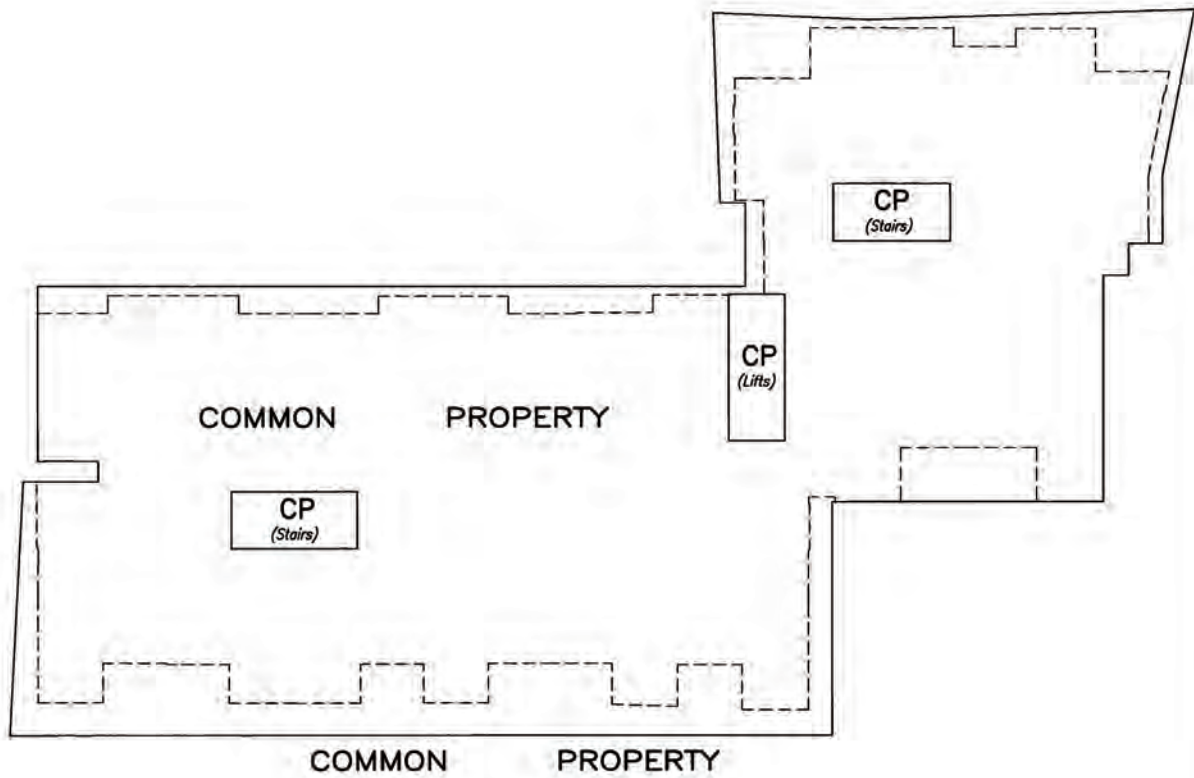 CP
(Stairs)
CP
(Lifts)
COMMON PROPERTY
CP
(Stairs)
COMMON PROPERTY